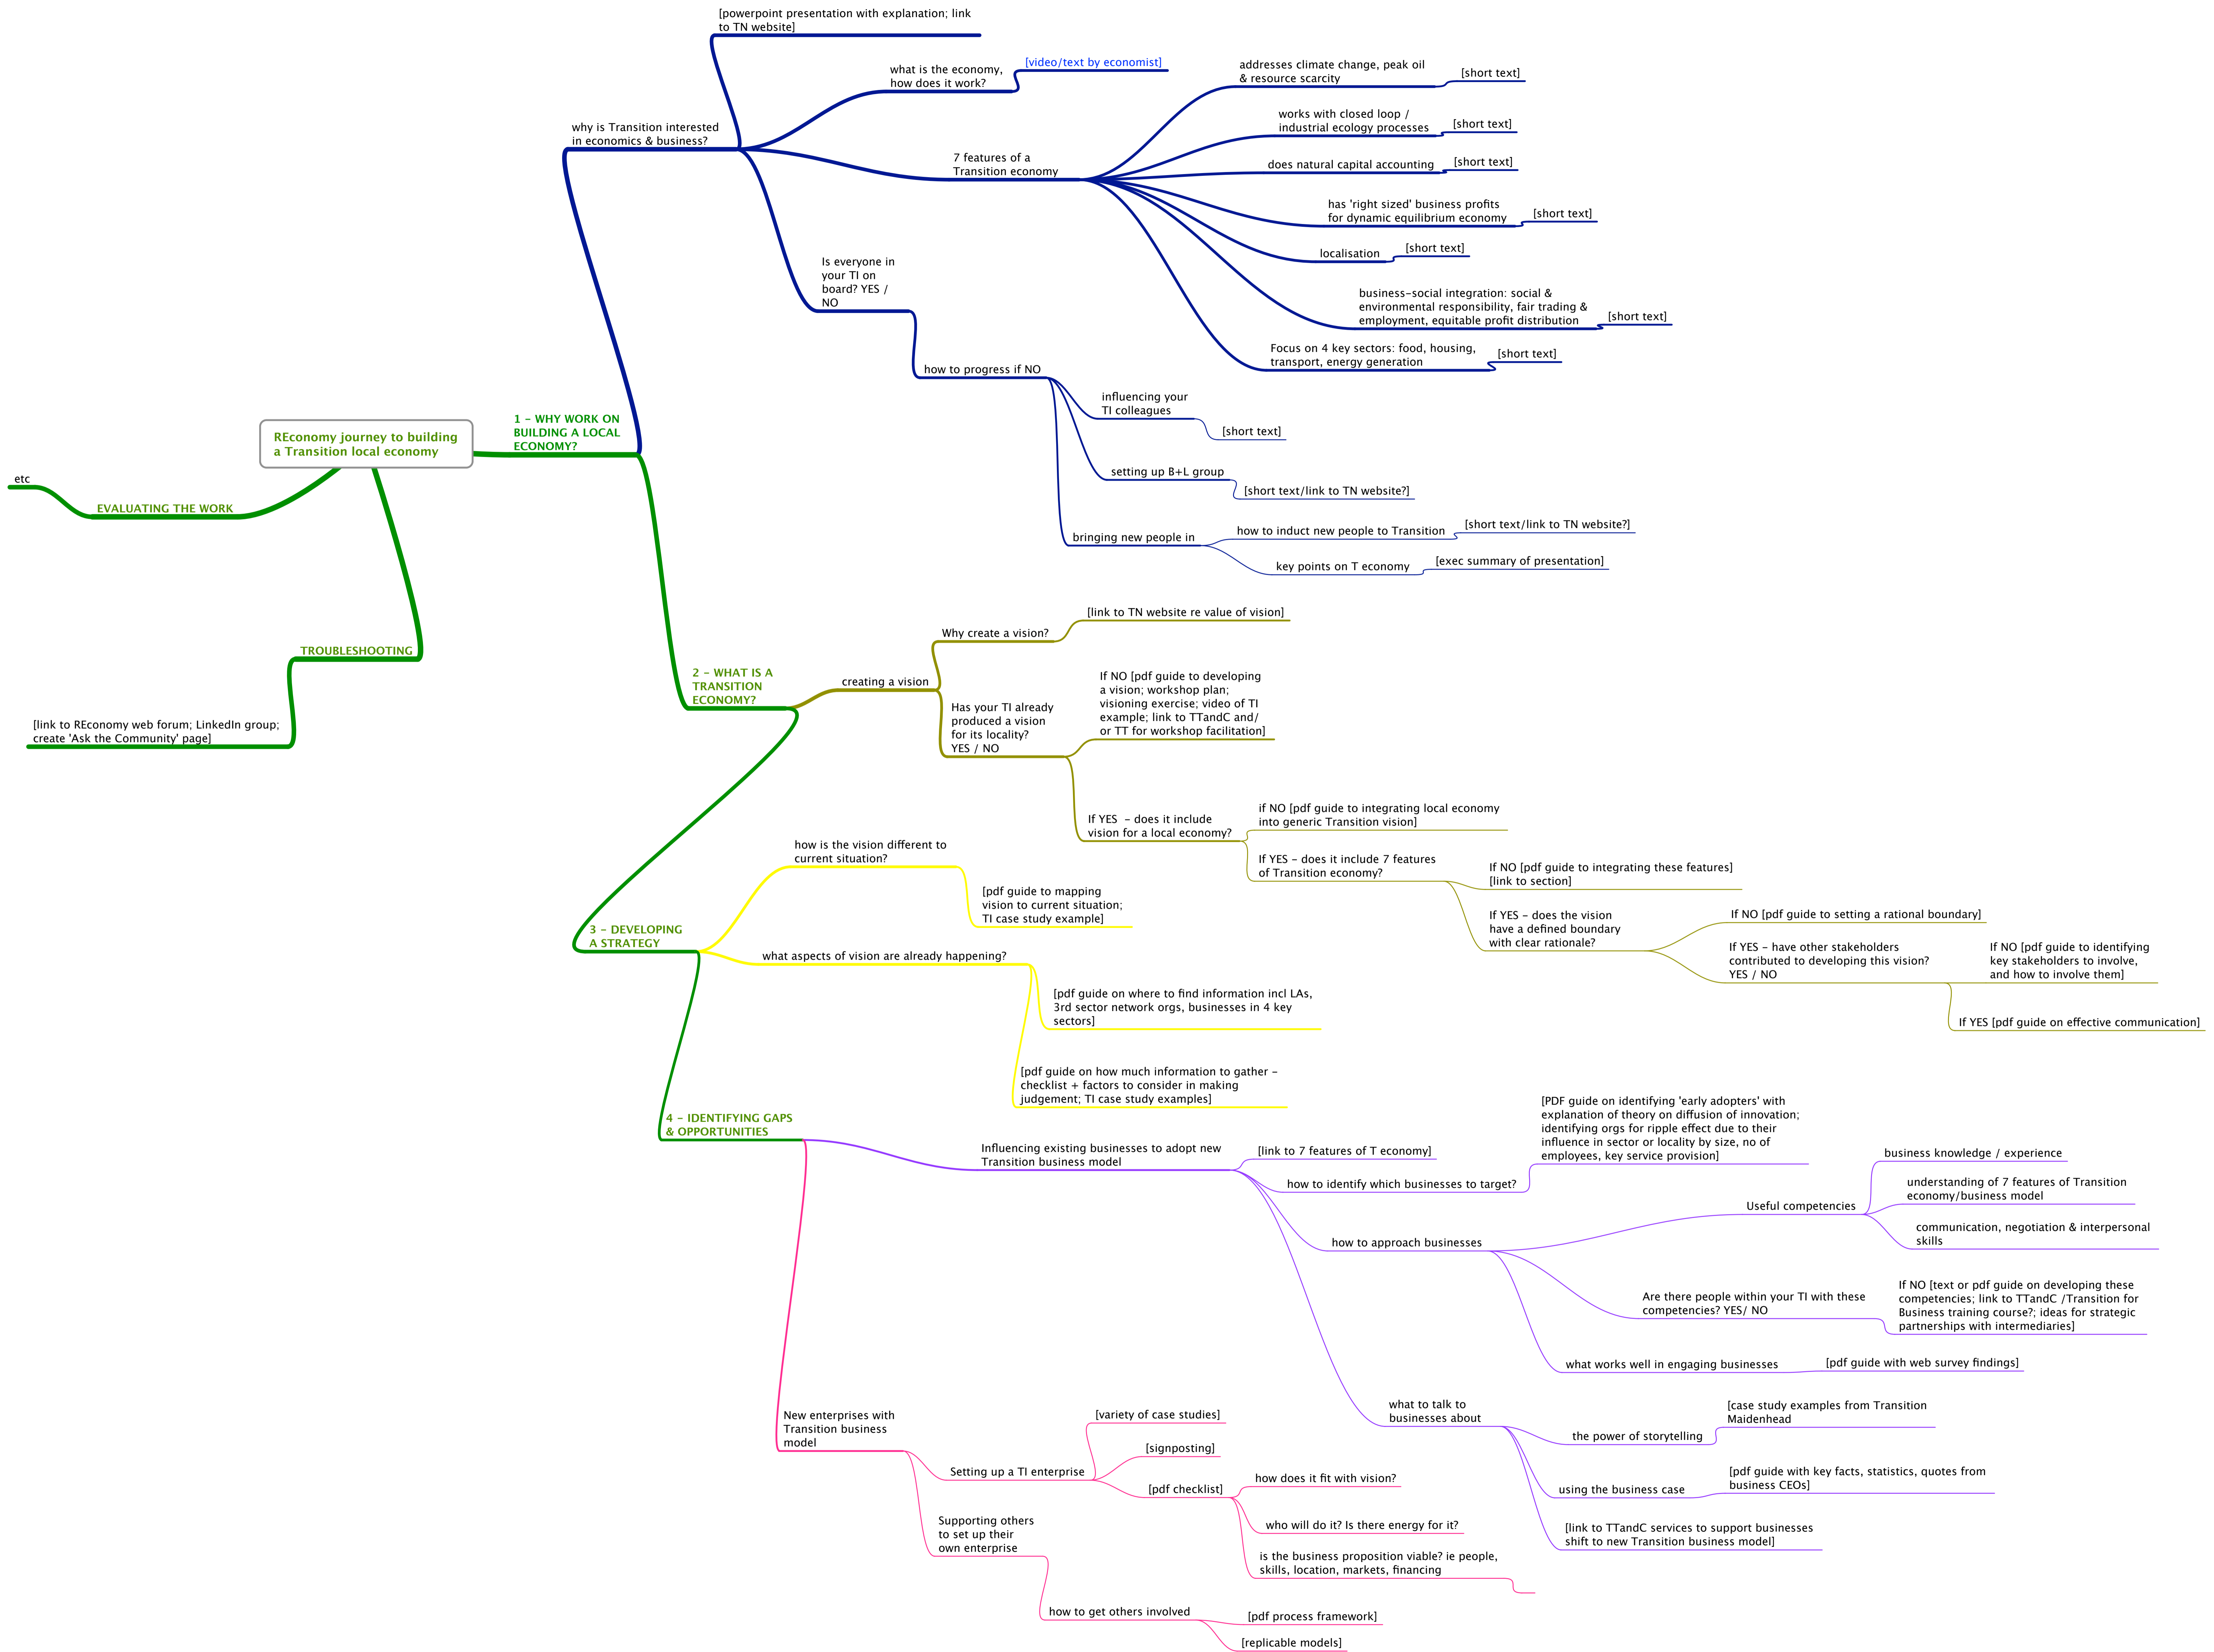 [powerpoint presentation with explanation; link
to TN website]
what is the economy,
how does it work?
[video/text by economist]
why is Transition interested
in economics & business?
7 features of a
Transition economy
addresses climate change, peak oil
& resource scarcity
[short text]
works with closed loop /
industrial ecology processes
[short text]
does natural capital accounting
[short text]
has 'right sized' business profits
for dynamic equilibrium economy
[short text]
localisation
[short text]
business-social integration: social &
environmental responsibility, fair trading &
employment, equitable profit distribution
[short text]
Focus on 4 key sectors: food, housing,
transport, energy generation
[short text]
Is everyone in
your TI on
board? YES /
NO
how to progress if NO
influencing your
TI colleagues
[short text]
setting up B+L group
[short text/link to TN website?]
bringing new people in
how to induct new people to Transition
[short text/link to TN website?]
key points on T economy
[exec summary of presentation]
REconomy journey to building
a Transition local economy
1 - WHY WORK ON
BUILDING A LOCAL
ECONOMY?
etc
EVALUATING THE WORK
TROUBLESHOOTING
[link to REconomy web forum; LinkedIn group;
create 'Ask the Community' page]
2 - WHAT IS A
TRANSITION
ECONOMY?
creating a vision
Why create a vision?
[link to TN website re value of vision]
Has your TI already
produced a vision
for its locality?
YES / NO
If NO [pdf guide to developing
a vision; workshop plan;
visioning exercise; video of TI
example; link to TTandC and/
or TT for workshop facilitation]
If YES  - does it include
vision for a local economy?
if NO [pdf guide to integrating local economy
into generic Transition vision]
If YES - does it include 7 features
of Transition economy?
If NO [pdf guide to integrating these features]
[link to section]
If YES - does the vision
have a defined boundary
with clear rationale?
If NO [pdf guide to setting a rational boundary]
If YES - have other stakeholders
contributed to developing this vision?
YES / NO
If NO [pdf guide to identifying
key stakeholders to involve,
and how to involve them]
If YES [pdf guide on effective communication]
3 - DEVELOPING
A STRATEGY
how is the vision different to
current situation?
[pdf guide to mapping
vision to current situation;
TI case study example]
what aspects of vision are already happening?
[pdf guide on where to find information incl LAs,
3rd sector network orgs, businesses in 4 key
sectors]
[pdf guide on how much information to gather -
checklist + factors to consider in making
judgement; TI case study examples]
4 - IDENTIFYING GAPS
& OPPORTUNITIES
Influencing existing businesses to adopt new
Transition business model
[link to 7 features of T economy]
how to identify which businesses to target?
[PDF guide on identifying 'early adopters' with
explanation of theory on diffusion of innovation;
identifying orgs for ripple effect due to their
influence in sector or locality by size, no of
employees, key service provision]
how to approach businesses
Useful competencies
business knowledge / experience
understanding of 7 features of Transition
economy/business model
communication, negotiation & interpersonal
skills
Are there people within your TI with these
competencies? YES/ NO
If NO [text or pdf guide on developing these
competencies; link to TTandC /Transition for
Business training course?; ideas for strategic
partnerships with intermediaries]
what works well in engaging businesses
[pdf guide with web survey findings]
what to talk to
businesses about
the power of storytelling
[case study examples from Transition
Maidenhead
using the business case
[pdf guide with key facts, statistics, quotes from
business CEOs]
[link to TTandC services to support businesses
shift to new Transition business model]
New enterprises with
Transition business
model
Setting up a TI enterprise
[variety of case studies]
[signposting]
[pdf checklist]
how does it fit with vision?
who will do it? Is there energy for it?
is the business proposition viable? ie people,
skills, location, markets, financing
Supporting others
to set up their
own enterprise
how to get others involved
[pdf process framework]
[replicable models]